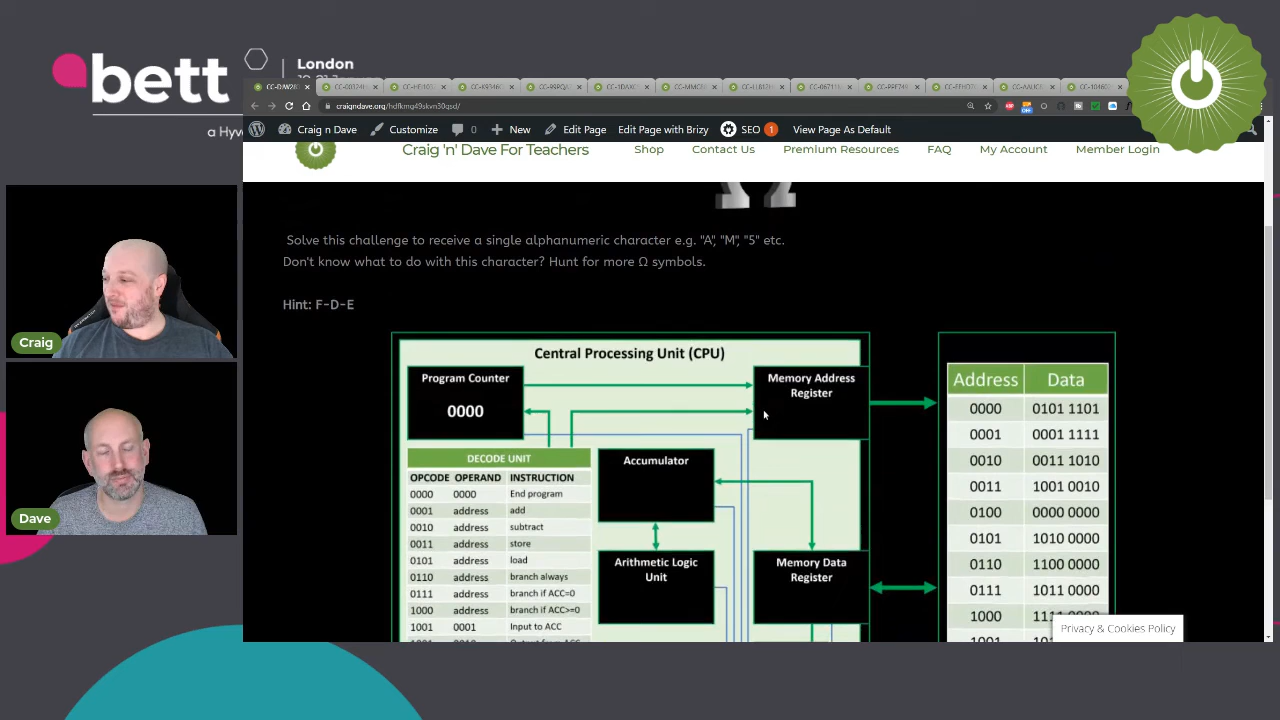 bett
London
a Hyv
CC-DJW28
craigndave.org/hdfkmg49skvn30qsd/
Craig n Dave Customize 0 New Edit Page Edit Page with Brizy SEO 1 View Page As Default
Craig 'n' Dave For Teachers Shop Contact Us Premium Resources FAQ My Account Member Login
Solve this challenge to receive a single alphanumeric character e.g. "A", "M", "5" etc.
Don't know what to do with this character? Hunt for more Ω symbols.
Hint: F-D-E
Central Processing Unit (CPU)
Program Counter
0000
Memory Address
Register
DECODE UNIT
OPCODE OPERAND INSTRUCTION
0000 0000 End program
0001 address add
0010 address subtract
0011 address store
0101 address load
0110 address branch always
0111 address branch if ACC=0
1000 address branch if ACC>=0
1001 0001 Input to ACC
Accumulator
Arithmetic Logic
Unit
Memory Data
Register
Address Data
0000 0101 1101
0001 0001 1111
0010 0011 1010
0011 1001 0010
0100 0000 0000
0101 1010 0000
0110 1100 0000
0111 1011 0000
1000
Privacy & Cookies Policy
Craig
Dave